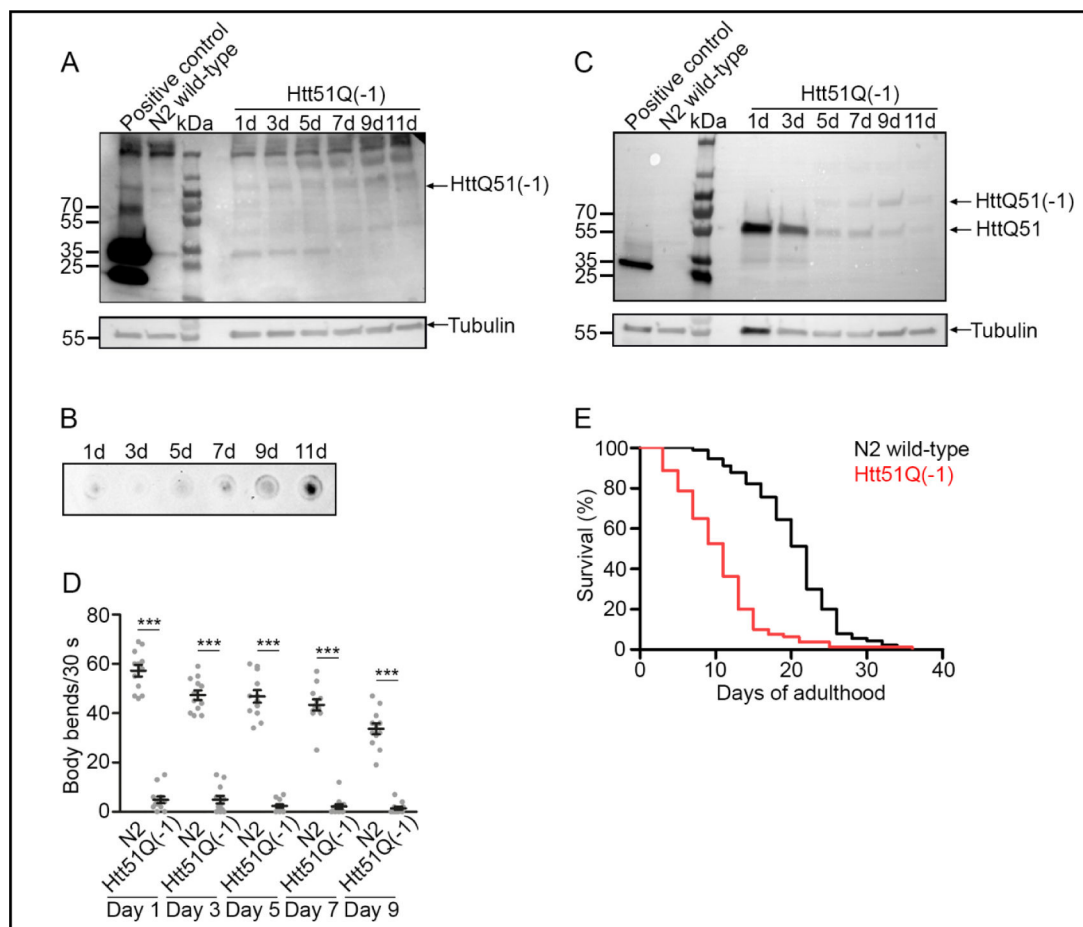 A
Positive control
N2 wild-type
kDa
Htt51Q(-1)
1d 3d 5d 7d 9d 11d
HttQ51(-1)
70
55
35
25
Tubulin
55
C
Positive control
N2 wild-type
kDa
Htt51Q(-1)
1d 3d 5d 7d 9d 11d
HttQ51(-1)
HttQ51
70
55
35
25
Tubulin
55
B
1d 3d 5d 7d 9d 11d
D
Body bends/30 s
80
60
40
20
0
*** *** *** *** ***
N2 Htt51Q(-1) N2 Htt51Q(-1) N2 Htt51Q(-1) N2 Htt51Q(-1) N2 Htt51Q(-1)
Day 1 Day 3 Day 5 Day 7 Day 9
E
N2 wild-type
Htt51Q(-1)
Survival (%)
100
80
60
40
20
0
0 10 20 30 40
Days of adulthood